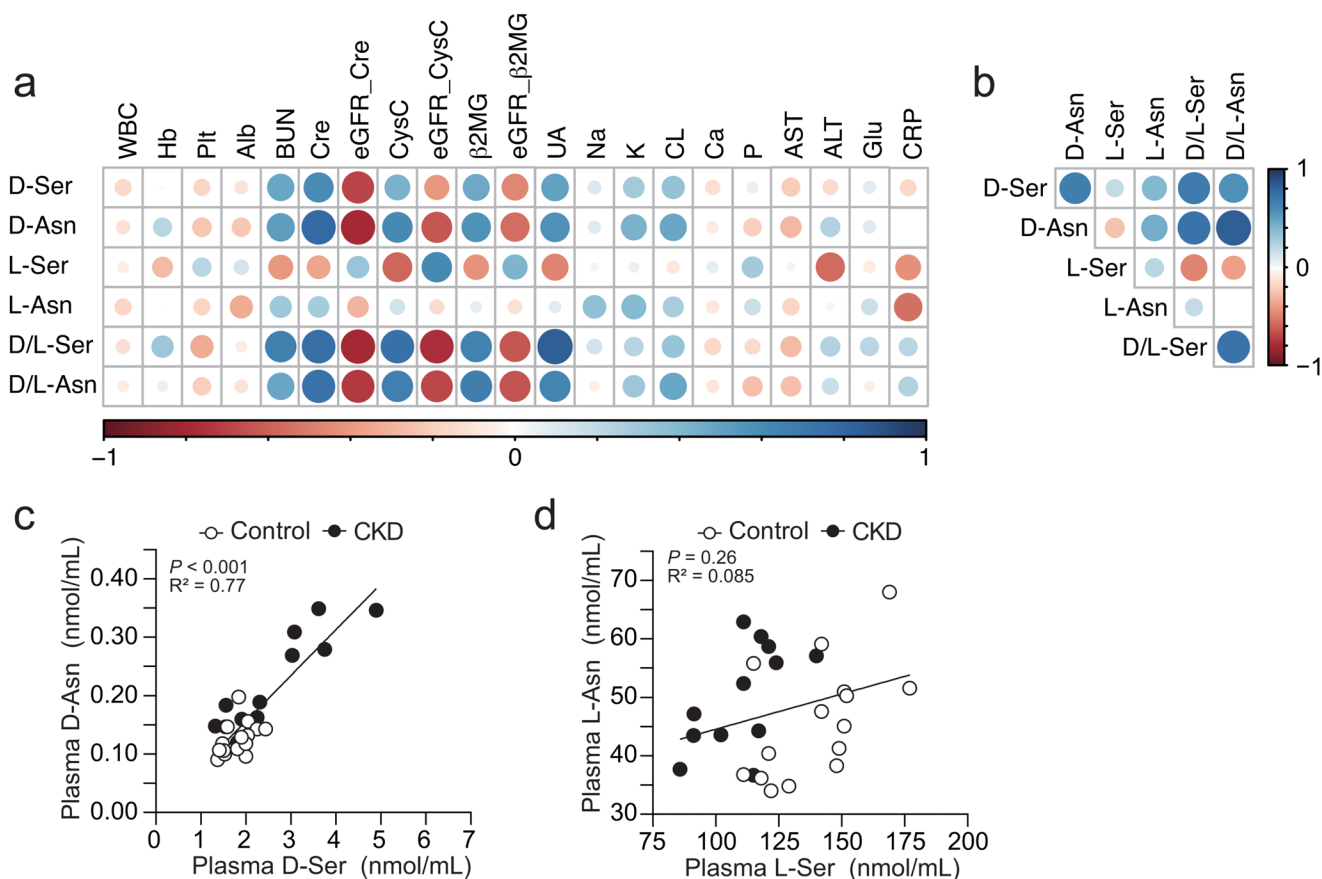 a
WBC
Hb
Plt
Alb
BUN
Cre
eGFR_Cre
CysC
eGFR_CysC
β2MG
eGFR_β2MG
UA
Na
K
CL
Ca
P
AST
ALT
Glu
CRP
D-Ser
D-Asn
L-Ser
L-Asn
D/L-Ser
D/L-Asn
−1
0
1
b
D-Asn
L-Ser
L-Asn
D/L-Ser
D/L-Asn
D-Ser
D-Asn
L-Ser
L-Asn
D/L-Ser
1
0
−1
c
Control CKD
P < 0.001
R² = 0.77
Plasma D-Asn (nmol/mL)
0.40
0.30
0.20
0.10
0.00
0 1 2 3 4 5 6 7
Plasma D-Ser (nmol/mL)
d
Control CKD
P = 0.26
R² = 0.085
Plasma L-Asn (nmol/mL)
70
60
50
40
30
75 100 125 150 175 200
Plasma L-Ser (nmol/mL)